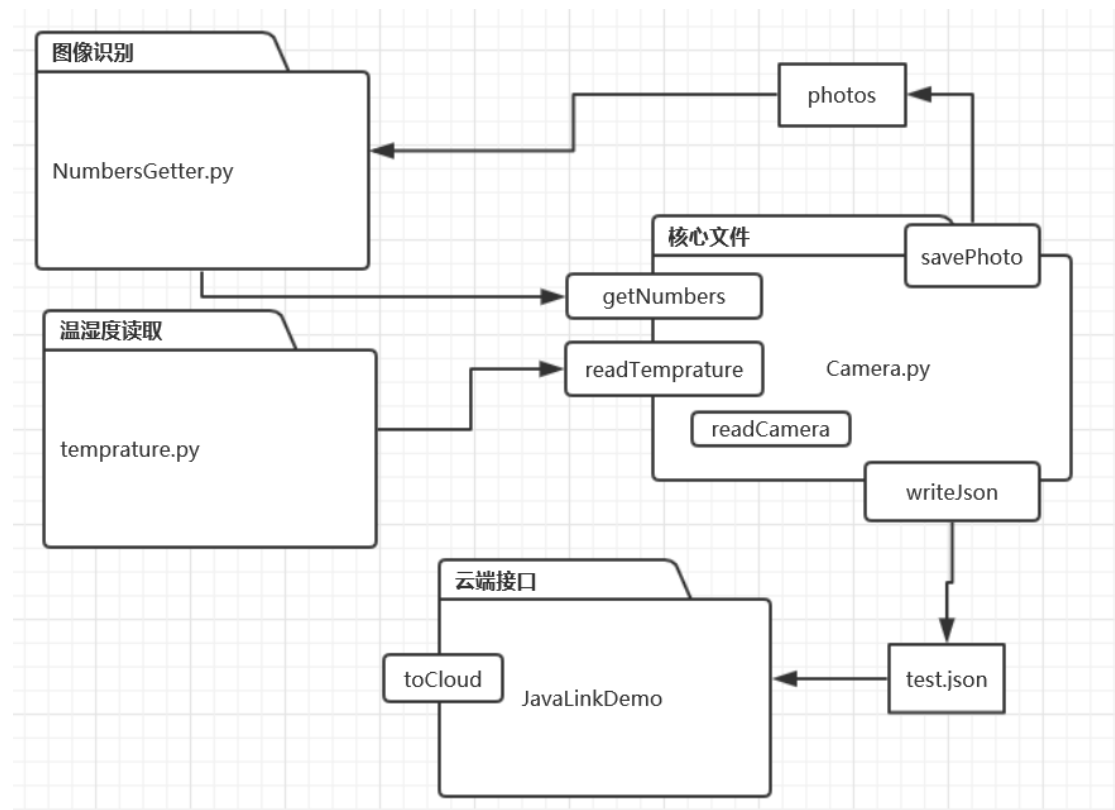 图像识别
NumbersGetter.py
photos
核心文件
savePhoto
getNumbers
温湿度读取
readTemprature
Camera.py
readCamera
temprature.py
writeJson
云端接口
toCloud
JavaLinkDemo
test.json